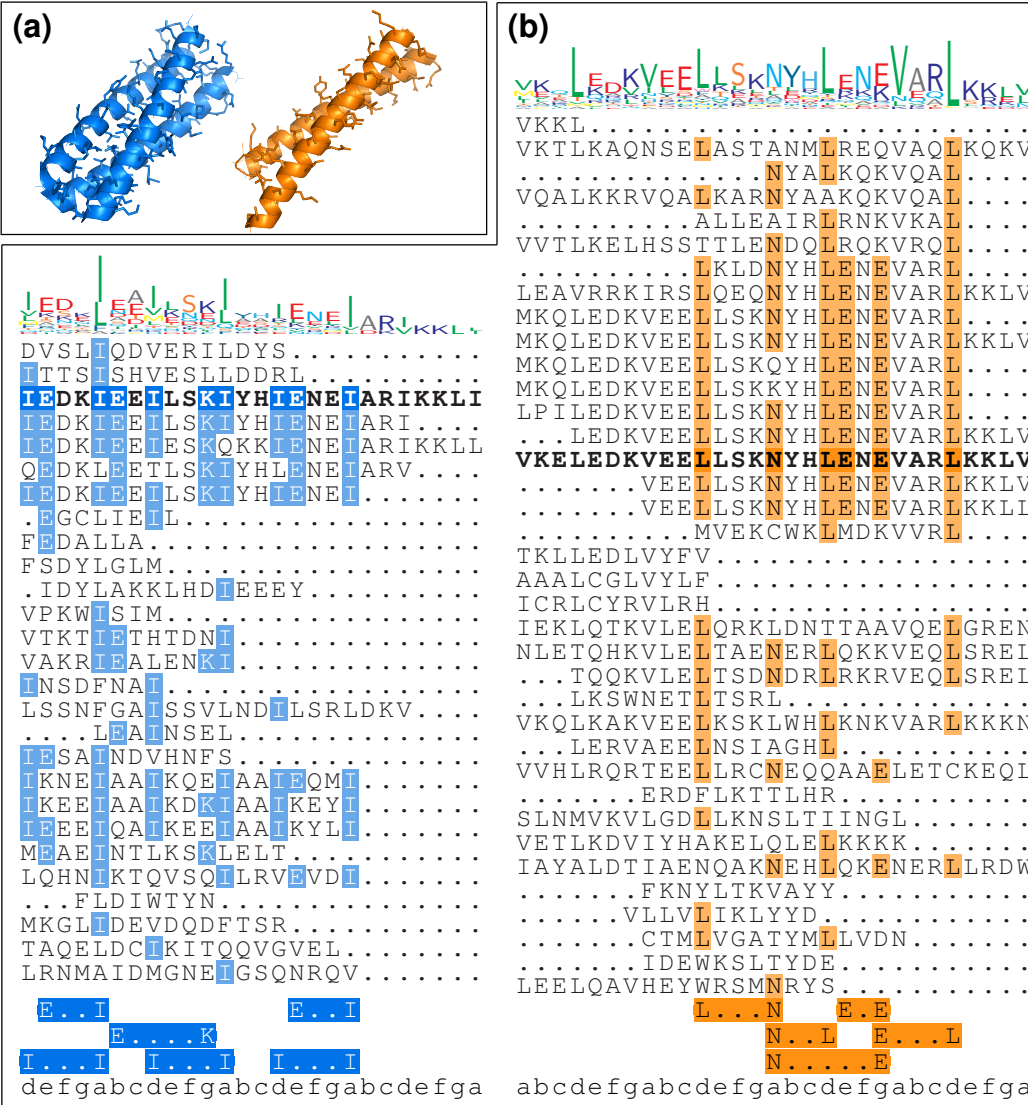 (a)
(b)
DVSLIQDVERILDYS...........
ITTSISHVESLLDDRL..........
IEDKIEEILSKIYHIENEIARIKKLI
IEDKIEEILSKIYHIENEIARI....
IEDKIEEIESKQKKIENEIARIKKLL
QEDKLEETLSKIYHLENEIARV....
IEDKIEEILSKIYHIENEI.......
.EGCLIEIL.................
FEDALLA...................
FSDYLGLM..................
.IDYLAKKLHDIEEEY..........
VPKWISIM..................
VTKTIETHTDNI..............
VAKRIEALENKI..............
INSDFNAI..................
LSSNFGAISSVLNDILSRLDKV....
....LEAINSEL..............
IESAINDVHNFS..............
IKNEIAAIKQEIAAIEQMI.......
IKEEIAAIKDKIAAIKEYI.......
IEEEIQAIKEEIAAIKYLI.......
MEAEINTLKSKLELT...........
LQHNIKTQVSQILRVEVDI.......
...FLDIWTYN...............
MKGLIDEVDQDFTSR...........
TAQELDCIKITQQVGVEL........
LRNMAIDMGNEIGSQNRQV.......
E..I E..I
E....K
I...I I...I I...I
defgabcdefgabcdefgabcdefga
VKKL.........................
VKTLKAQNSELASTANMLREQVAQLKQKV
..............NYALKQKVQAL....
VQALKKRVQALKARNYAAKQKVQAL....
..........ALLEAIRLRNKVKAL....
VVTLKELHSSTTLENDQLRQKVRQL....
..........LKLDNYHLENEVARL....
LEAVRRKIRSLQEQNYHLENEVARLKKLV
MKQLEDKVEELLSKNYHLENEVARL....
MKQLEDKVEELLSKNYHLENEVARLKKLV
MKQLEDKVEELLSKQYHLENEVARL....
MKQLEDKVEELLSKKYHLENEVARL....
LPILEDKVEELLSKNYHLENEVARL....
...LEDKVEELLSKNYHLENEVARLKKLV
VKELEDKVEELLSKNYHLENEVARLKKLV
.......VEELLSKNYHLENEVARLKKLV
.......VEELLSKNYHLENEVARLKKLL
..........MVEKCWKLMDKVVRL....
TKLLEDLVYFV..................
AAALCGLVYLF..................
ICRLCYRVLRH..................
IEKLQTKVLELQRKLDNTTAAVQELGREN
NLETQHKVLELTAENERLQKKVEQLSREL
...TQQKVLELTSDNDRLRKRVEQLSREL
...LKSWNETLTSRL..............
VKQLKAKVEELKSKLWHLKNKVARLKKKN
...LERVAEELNSIAGHL...........
VVHLRQRTEELLRCNEQQAAELETCKEQL
.......ERDFLKTTLHR...........
SLNMVKVLGDLLKNSLTIINGL.......
VETLKDVIYHAKELQLELKKKK.......
IAYALDTIAENQAKNEHLQKENERLLRDW
.......FKNYLTKVAYY...........
......VLLVLIKLYYD............
.......CTMLVGATYMLLVDN.......
.......IDEWKSLTYDE...........
LEELQAVHEYWRSMNRYS...........
L...N E.E
N..L E...L
N.....E
abcdefgabcdefgabcdefgabcdefga